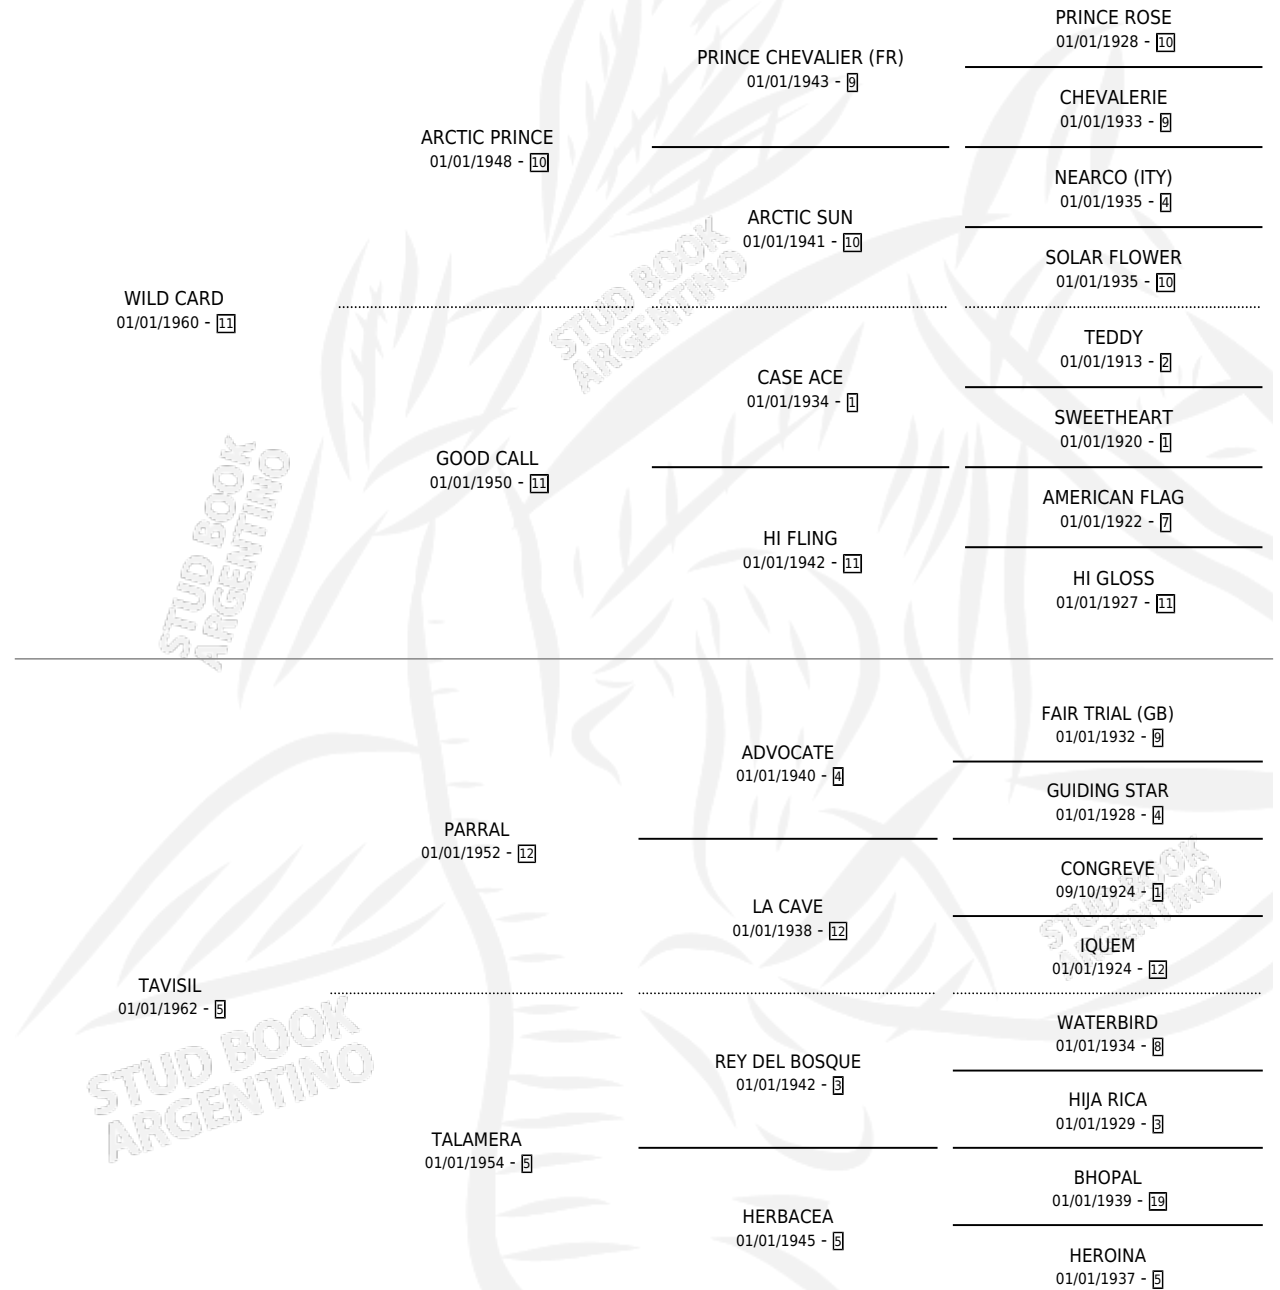 PRINCE ROSE
01/01/1928 - 10
PRINCE CHEVALIER (FR)
01/01/1943 - 9
CHEVALERIE
01/01/1933 - 9
ARCTIC PRINCE
01/01/1948 - 10
NEARCO (ITY)
01/01/1935 - 4
ARCTIC SUN
01/01/1941 - 10
SOLAR FLOWER
01/01/1935 - 10
WILD CARD
01/01/1960 - 11
TEDDY
01/01/1913 - 2
CASE ACE
01/01/1934 - 1
SWEETHEART
01/01/1920 - 1
GOOD CALL
01/01/1950 - 11
AMERICAN FLAG
01/01/1922 - 7
HI FLING
01/01/1942 - 11
HI GLOSS
01/01/1927 - 11
FAIR TRIAL (GB)
01/01/1932 - 9
ADVOCATE
01/01/1940 - 4
GUIDING STAR
01/01/1928 - 4
PARRAL
01/01/1952 - 12
CONGREVE
09/10/1924 - 1
LA CAVE
01/01/1938 - 12
IQUEM
01/01/1924 - 12
TAVISIL
01/01/1962 - 5
WATERBIRD
01/01/1934 - 8
REY DEL BOSQUE
01/01/1942 - 3
HIJA RICA
01/01/1929 - 3
TALAMERA
01/01/1954 - 5
BHOPAL
01/01/1939 - 19
HERBACEA
01/01/1945 - 5
HEROINA
01/01/1937 - 5
STUD BOOK
ARGENTINO
STUD BOOK
ARGENTINO
STUD BOOK
ARGENTINO
STUD BOOK
ARGENTINO